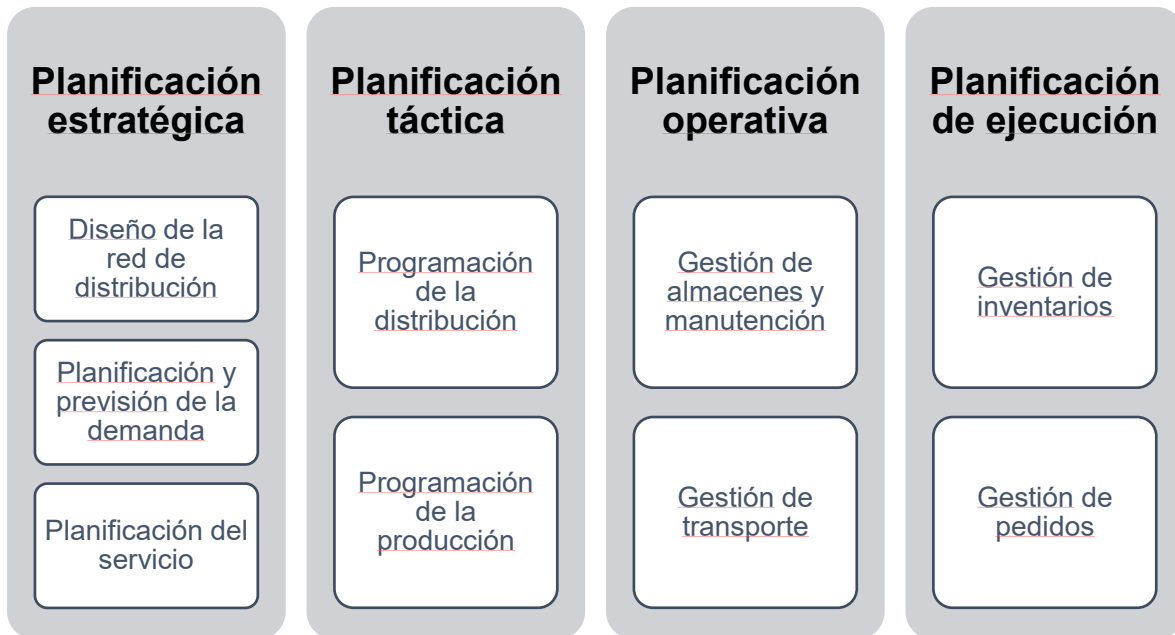 Planificación
estratégica
Diseño de la
red de
distribución
Planificación y
previsión de la
demanda
Planificación del
servicio
Planificación
táctica
Programación
de la
distribución
Programación
de la
producción
Planificación
operativa
Gestión de
almacenes y
manutención
Gestión de
transporte
Planificación
de ejecución
Gestión de
inventarios
Gestión de
pedidos